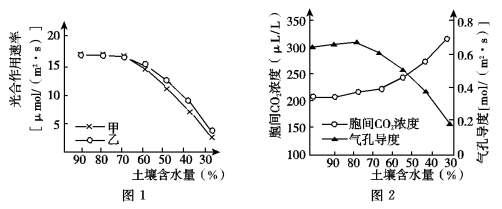 光合作用速率
[μmol/(m²·s)]
20
15
10
5
甲
乙
90 80 70 60 50 40 30
土壤含水量(%)
图1
胞间CO₂浓度(μL/L)
350
300
250
200
150
100
胞间CO₂浓度
气孔导度
0.8
0.6
0.4
0.2
0
气孔导度[mol/(m²·s)]
90 80 70 60 50 40 30
土壤含水量(%)
图2